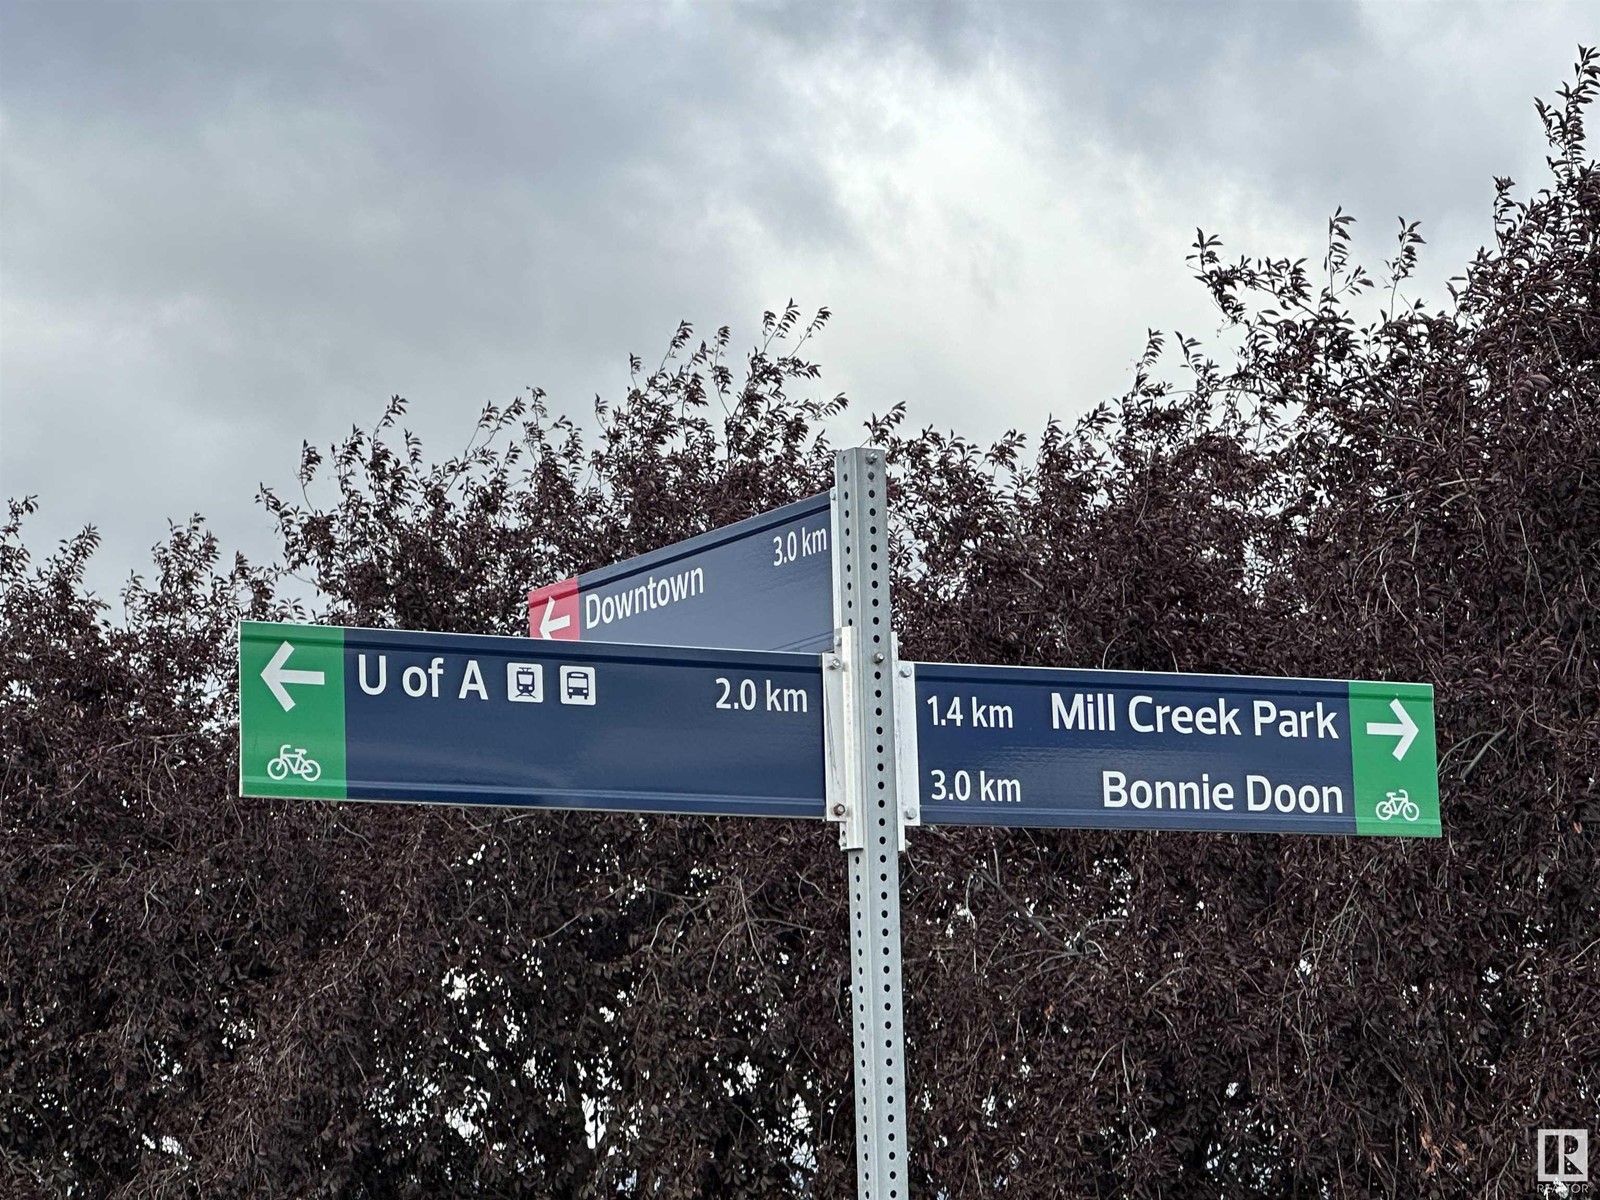 3.0 km
Downtown
U of A 2.0 km
1.4 km Mill Creek Park
3.0 km Bonnie Doon
REALTOR